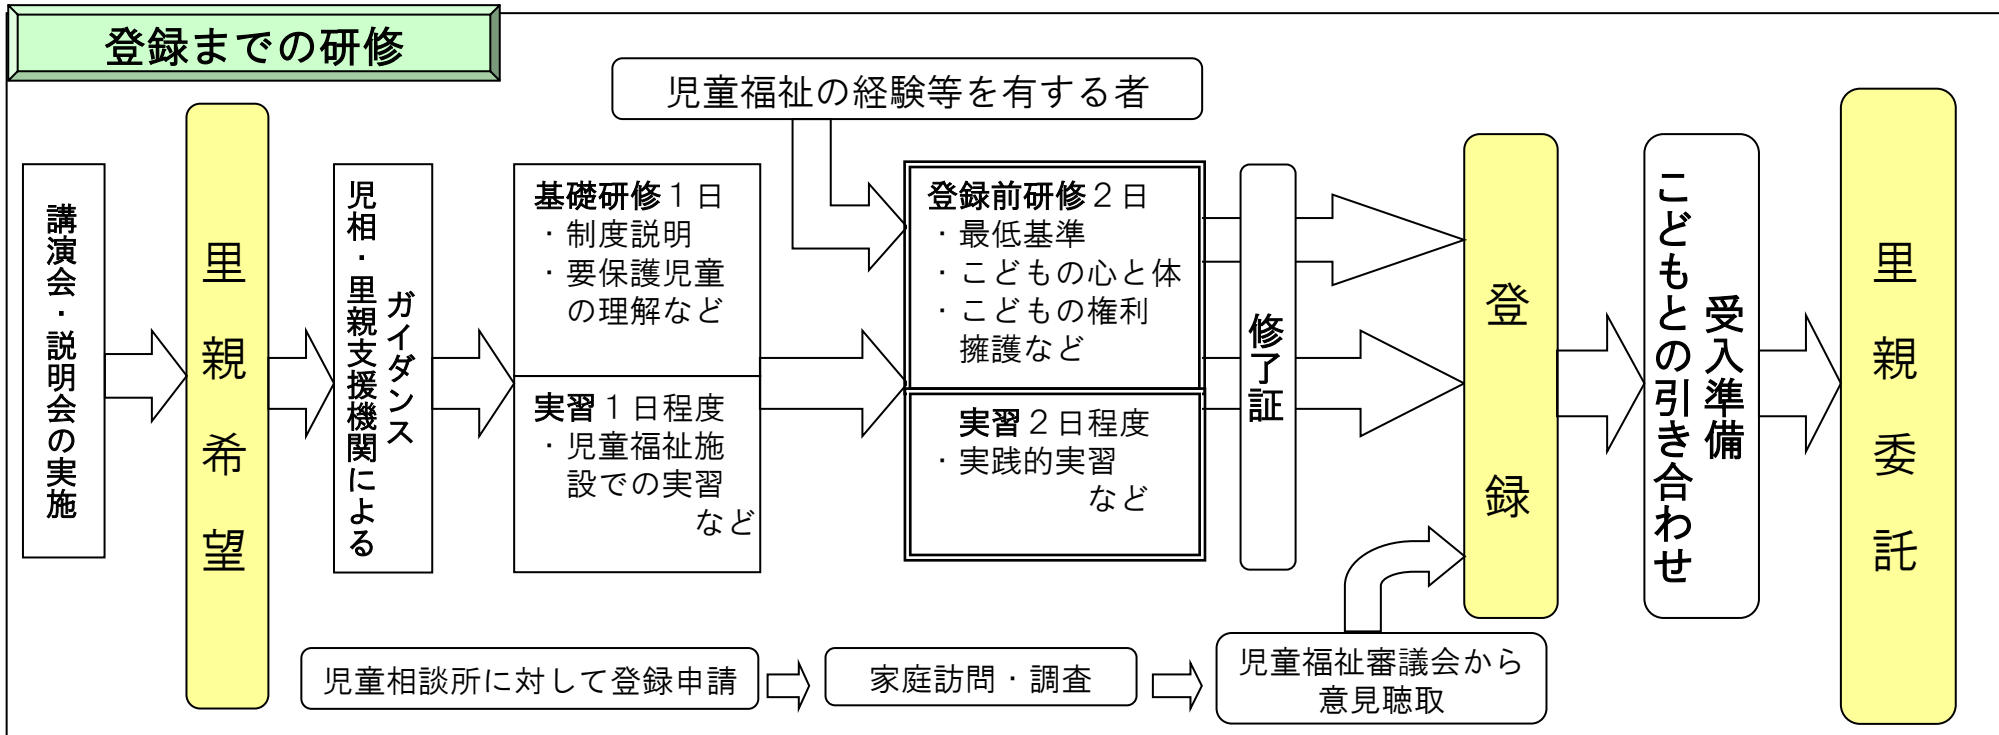 登録までの研修
児童福祉の経験等を有する者
講演会・説明会の実施
里親希望
児相・里親支援機関による
ガイダンス
基礎研修１日
・制度説明
・要保護児童
の理解など
実習１日程度
・児童福祉施
設での実習
など
登録前研修２日
・最低基準
・こどもの心と体
・こどもの権利
擁護など
実習２日程度
・実践的実習
など
修了証
登録
こどもとの引き合わせ
受入準備
里親委託
児童相談所に対して登録申請
家庭訪問・調査
児童福祉審議会から
意見聴取